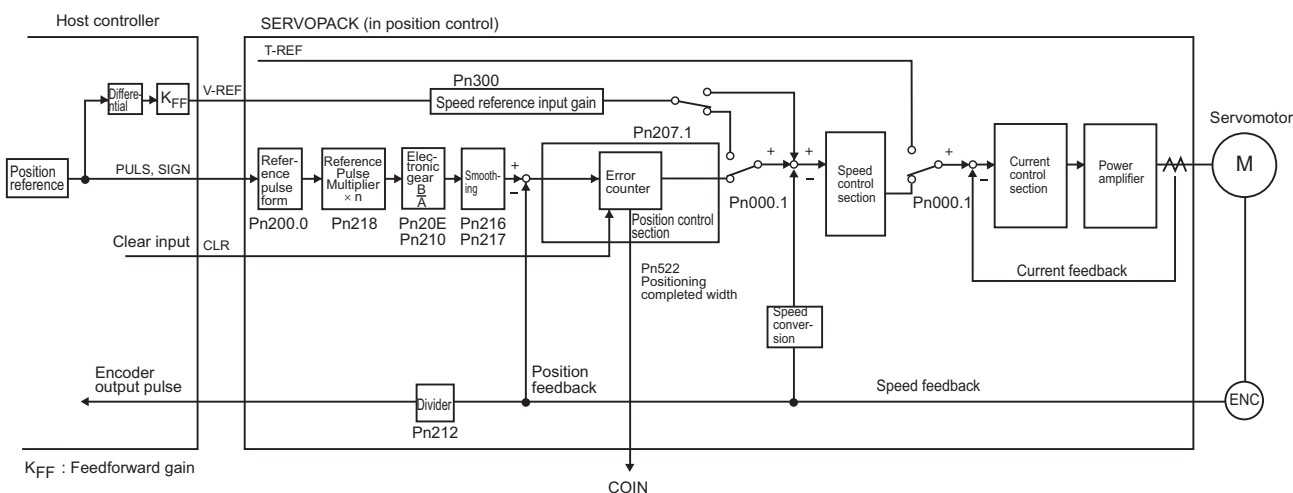 Host controller
SERVOPACK (in position control)
T-REF
Differe-
ntial
KFF
V-REF
Pn300
Speed reference input gain
Pn207.1
Servomotor
M
Position
reference
PULS, SIGN
Refer-
ence
pulse
form
Pn200.0
Reference
Pulse
Multiplier
× n
Pn218
Elec-
tronic
gear
B
A
Pn20E
Pn210
Smooth-
ing
Pn216
Pn217
+
−
Error
counter
Position control
section
Pn000.1
+
+
−
Speed
control
section
Pn000.1
+
−
Current
control
section
Power
amplifier
Clear input
CLR
Pn522
Positioning
completed width
Current feedback
Speed
conver-
sion
Encoder
output pulse
Position
feedback
Speed feedback
Divider
Pn212
ENC
KFF : Feedforward gain
COIN